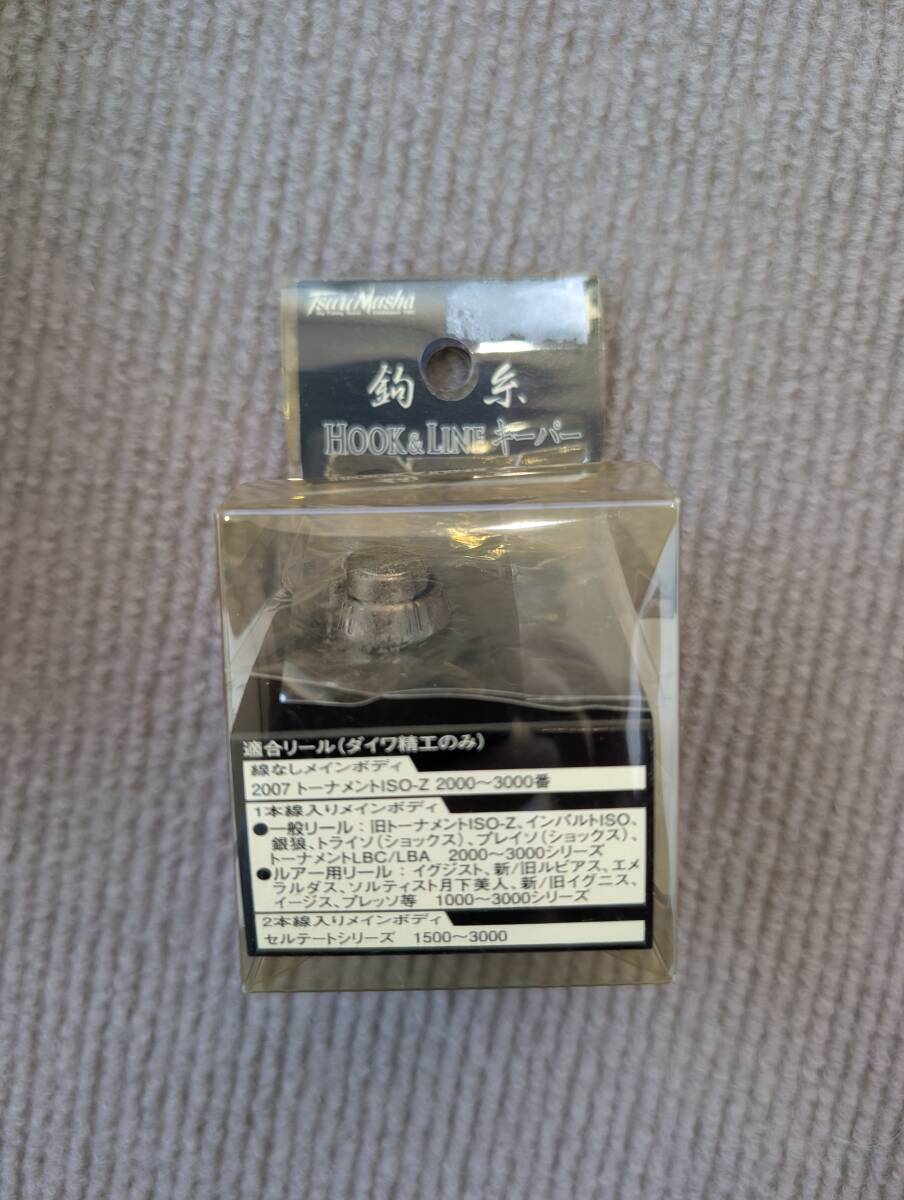 TsuriMusha
鈎 糸
HOOK & LINE キーパー
適合リール(ダイワ精工のみ)
線なしメインボディ
2007 トーナメントISO-Z 2000〜3000番
1本線入りメインボディ
●一般リール：旧トーナメントISO-Z、インパルトISO、
銀狼、トライソ(ショックス)、プレイソ(ショックス)、
トーナメントLBC/LBA 2000〜3000シリーズ
●ルアー用リール：イグジスト、新/旧ルビアス、エメ
ラルダス、ソルティスト月下美人、新/旧イグニス、
イージス、プレッソ等 1000〜3000シリーズ
2本線入りメインボディ
セルテートシリーズ 1500〜3000